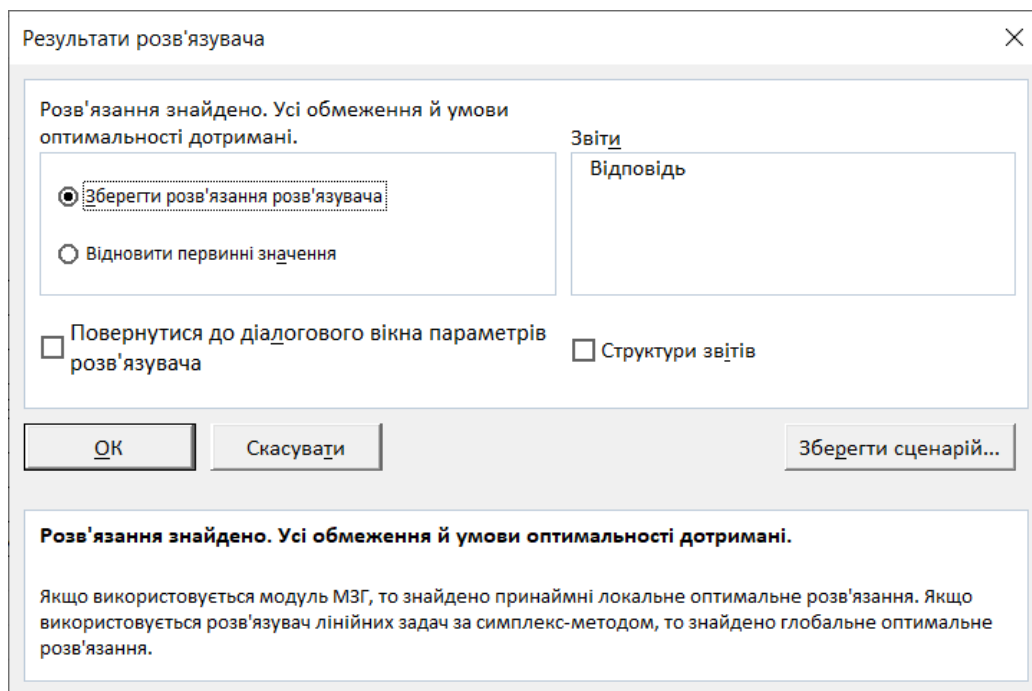 Результати розв'язувача
Розв'язання знайдено. Усі обмеження й умови
оптимальності дотримані.
Звіти
Відповідь
Зберегти розв'язання розв'язувача
Відновити первинні значення
Повернутися до діалогового вікна параметрів
розв'язувача
Структури звітів
ОК
Скасувати
Зберегти сценарій...
Розв'язання знайдено. Усі обмеження й умови оптимальності дотримані.
Якщо використовується модуль МЗГ, то знайдено принаймні локальне оптимальне розв'язання. Якщо
використовується розв'язувач лінійних задач за симплекс-методом, то знайдено глобальне оптимальне
розв'язання.